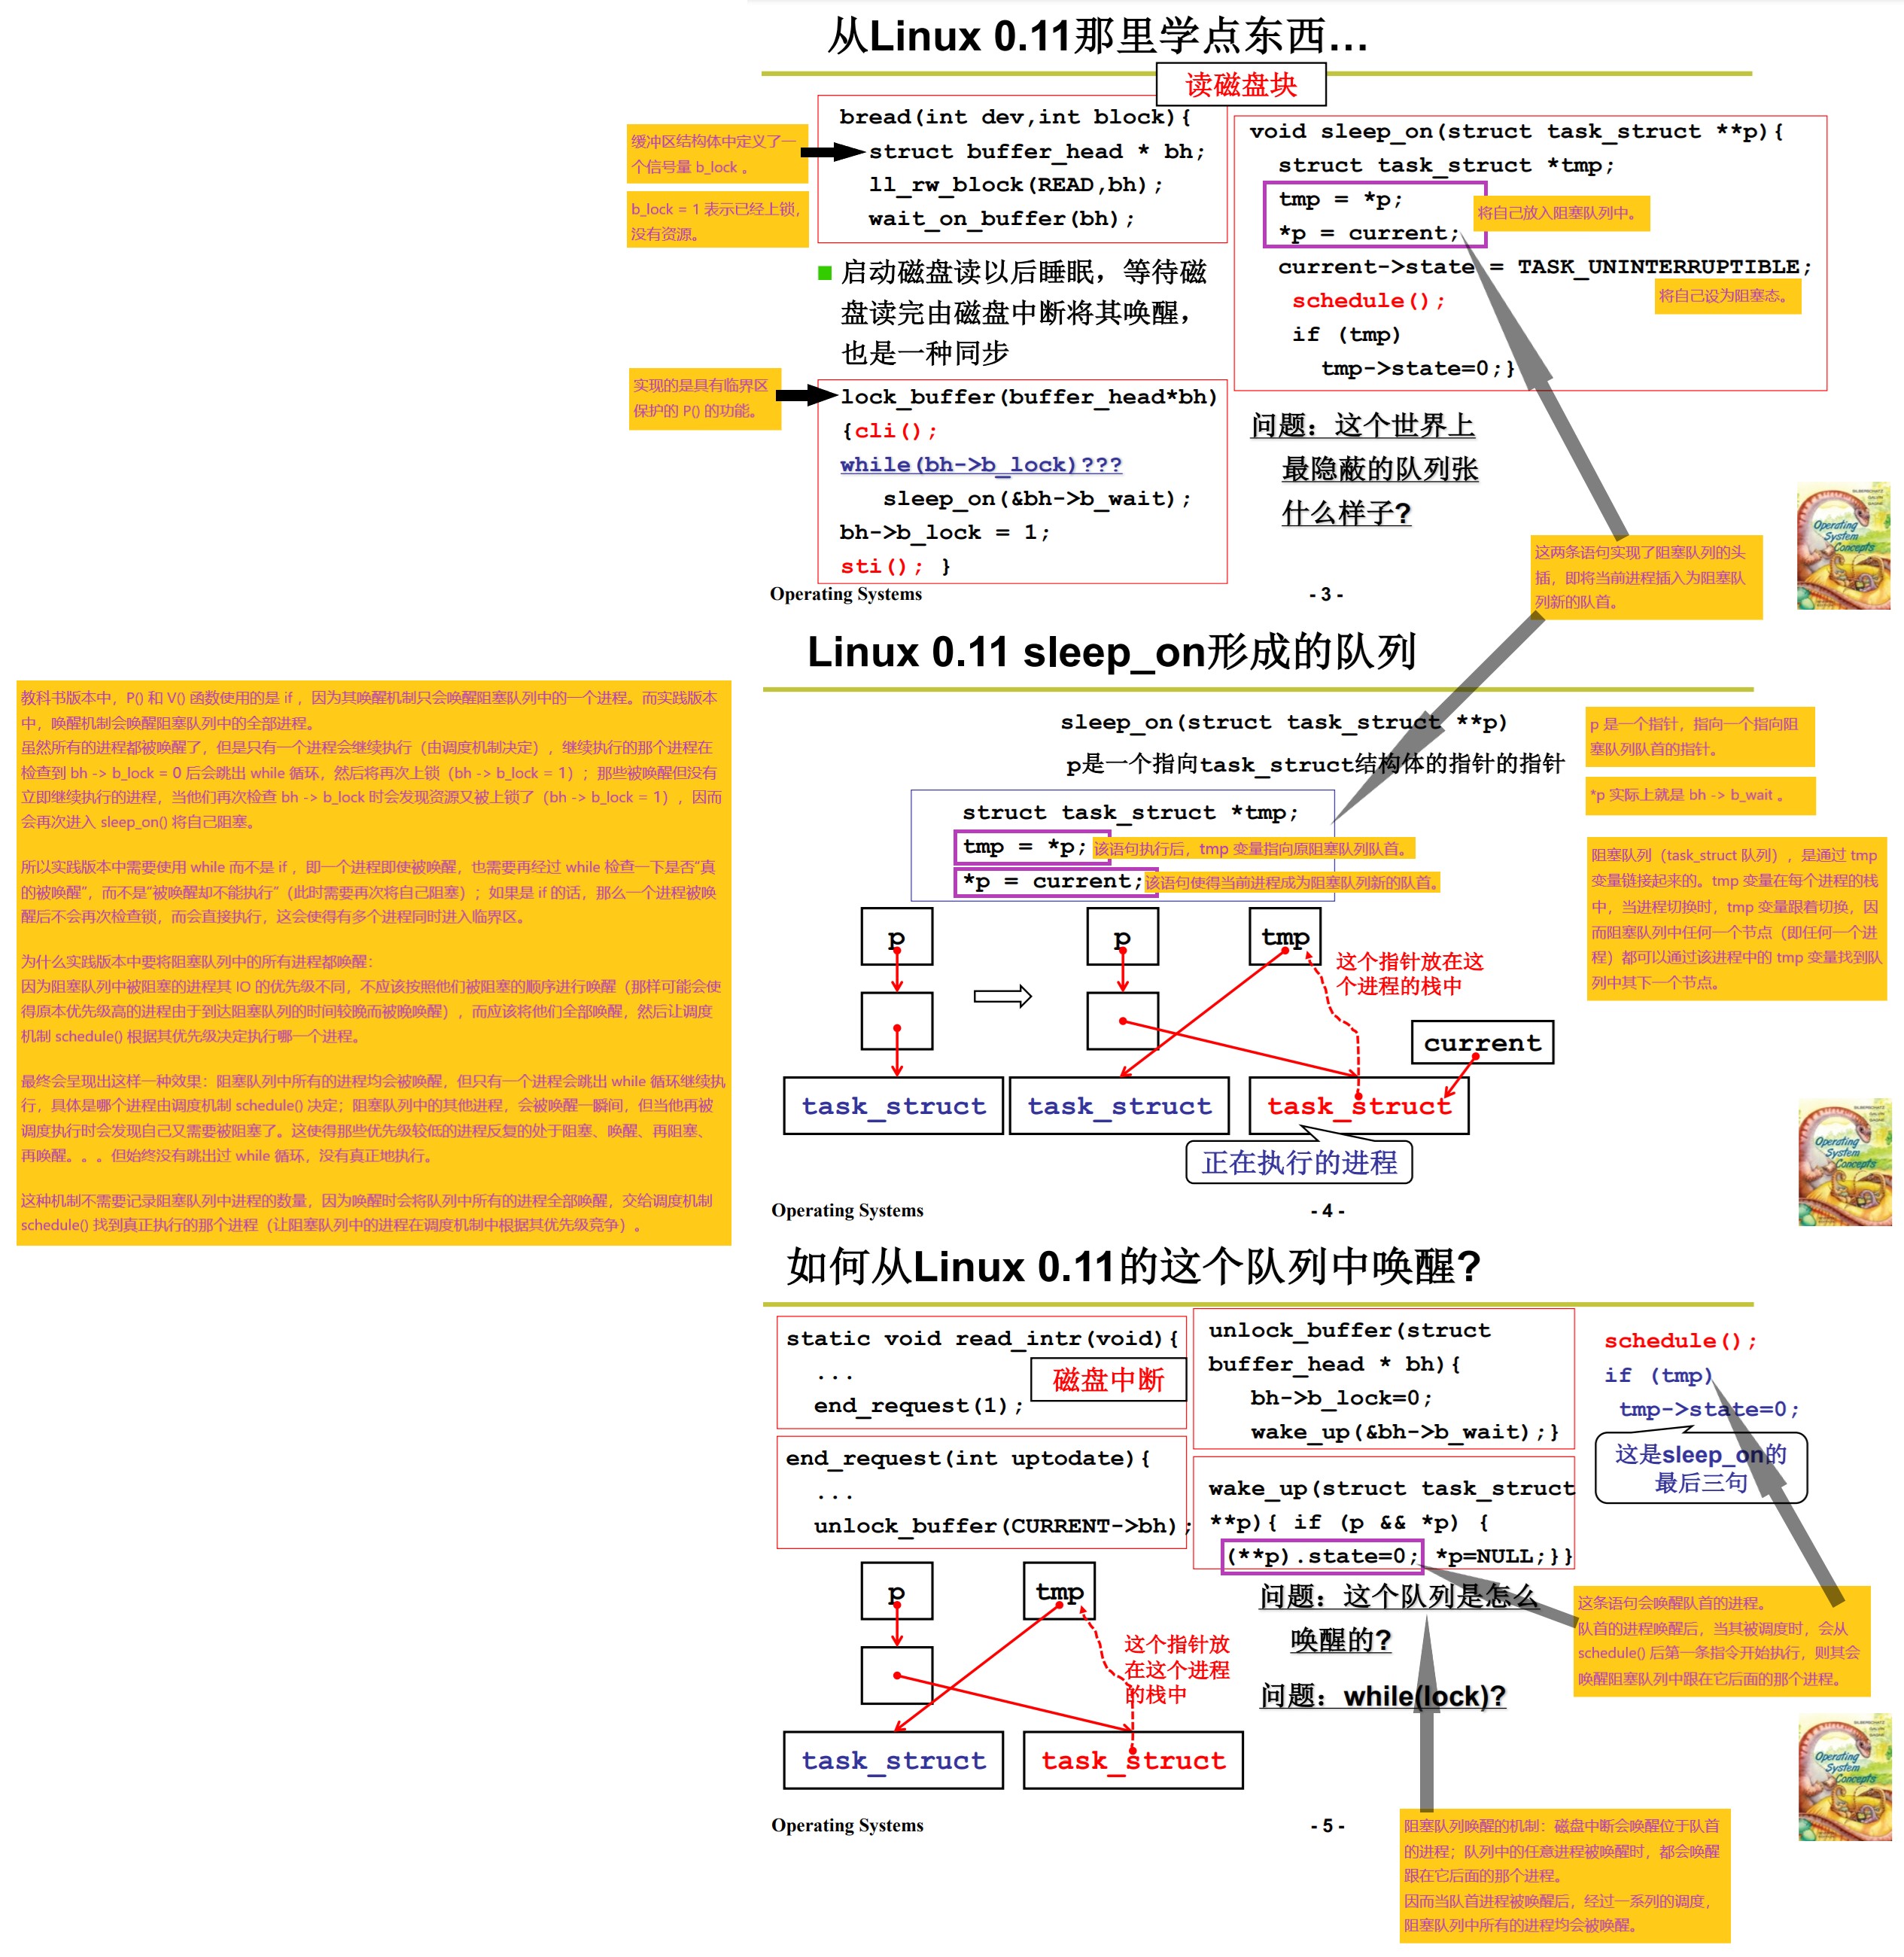 从Linux 0.11那里学点东西...
读磁盘块
缓冲区结构体中定义了一
个信号量 b_lock 。
b_lock = 1 表示已经上锁，
没有资源。
bread(int dev,int block){
struct buffer_head * bh;
ll_rw_block(READ,bh);
wait_on_buffer(bh);
启动磁盘读以后睡眠，等待磁
盘读完由磁盘中断将其唤醒，
也是一种同步
实现的是具有临界区
保护的 P() 的功能。
lock_buffer(buffer_head*bh)
{cli();
while(bh->b_lock)???
sleep_on(&bh->b_wait);
bh->b_lock = 1;
sti(); }
void sleep_on(struct task_struct **p){
struct task_struct *tmp;
tmp = *p;
*p = current;
将自己放入阻塞队列中。
current->state = TASK_UNINTERRUPTIBLE;
将自己设为阻塞态。
schedule();
if (tmp)
tmp->state=0;}
问题：这个世界上
最隐蔽的队列张
什么样子?
Operating
System
Concepts
这两条语句实现了阻塞队列的头
插，即将当前进程插入为阻塞队
列新的队首。
Operating Systems
- 3 -
Linux 0.11 sleep_on形成的队列
教科书版本中，P() 和 V() 函数使用的是 if ，因为其唤醒机制只会唤醒阻塞队列中的一个进程。而实践版本
中，唤醒机制会唤醒阻塞队列中的全部进程。
虽然所有的进程都被唤醒了，但是只有一个进程会继续执行（由调度机制决定），继续执行的那个进程在
检查到 bh -> b_lock = 0 后会跳出 while 循环，然后将再次上锁（bh -> b_lock = 1）；那些被唤醒但没有
立即继续执行的进程，当他们再次检查 bh -> b_lock 时会发现资源又被上锁了（bh -> b_lock = 1），因而
会再次进入 sleep_on() 将自己阻塞。
所以实践版本中需要使用 while 而不是 if ，即一个进程即使被唤醒，也需要再经过 while 检查一下是否“真
的被唤醒”，而不是“被唤醒却不能执行”（此时需要再次将自己阻塞）；如果是 if 的话，那么一个进程被唤
醒后不会再次检查锁，而会直接执行，这会使得有多个进程同时进入临界区。
为什么实践版本中要将阻塞队列中的所有进程都唤醒：
因为阻塞队列中被阻塞的进程其 IO 的优先级不同，不应该按照他们被阻塞的顺序进行唤醒（那样可能会使
得原本优先级高的进程由于到达阻塞队列的时间较晚而被晚唤醒），而应该将他们全部唤醒，然后让调度
机制 schedule() 根据其优先级决定执行哪一个进程。
最终会呈现出这样一种效果：阻塞队列中所有的进程均会被唤醒，但只有一个进程会跳出 while 循环继续执
行，具体是哪个进程由调度机制 schedule() 决定；阻塞队列中的其他进程，会被唤醒一瞬间，但当他再被
调度执行时会发现自己又需要被阻塞了。这使得那些优先级较低的进程反复的处于阻塞、唤醒、再阻塞、
再唤醒。。。但始终没有跳出过 while 循环，没有真正地执行。
这种机制不需要记录阻塞队列中进程的数量，因为唤醒时会将队列中所有的进程全部唤醒，交给调度机制
schedule() 找到真正执行的那个进程（让阻塞队列中的进程在调度机制中根据其优先级竞争）。
sleep_on(struct task_struct **p)
p是一个指向task_struct结构体的指针的指针
struct task_struct *tmp;
tmp = *p;
该语句执行后，tmp 变量指向原阻塞队列队首。
*p = current;
该语句使得当前进程成为阻塞队列新的队首。
p 是一个指针，指向一个指向阻
塞队列队首的指针。
*p 实际上就是 bh -> b_wait 。
阻塞队列（task_struct 队列），是通过 tmp
变量链接起来的。tmp 变量在每个进程的栈
中，当进程切换时，tmp 变量跟着切换，因
而阻塞队列中任何一个节点（即任何一个进
程）都可以通过该进程中的 tmp 变量找到队
列中其下一个节点。
p
p
tmp
这个指针放在这
个进程的栈中
current
task_struct
task_struct
task_struct
正在执行的进程
Operating
System
Concepts
Operating Systems
- 4 -
如何从Linux 0.11的这个队列中唤醒?
static void read_intr(void){
...
end_request(1);
磁盘中断
end_request(int uptodate){
...
unlock_buffer(CURRENT->bh);
unlock_buffer(struct
buffer_head * bh){
bh->b_lock=0;
wake_up(&bh->b_wait);}
wake_up(struct task_struct
**p){ if (p && *p) {
(**p).state=0; *p=NULL;}}
schedule();
if (tmp)
tmp->state=0;
这是sleep_on的
最后三句
p
tmp
这个指针放
在这个进程
的栈中
task_struct
task_struct
问题：这个队列是怎么
唤醒的?
问题：while(lock)?
这条语句会唤醒队首的进程。
队首的进程唤醒后，当其被调度时，会从
schedule() 后第一条指令开始执行，则其会
唤醒阻塞队列中跟在它后面的那个进程。
Operating
System
Concepts
Operating Systems
- 5 -
阻塞队列唤醒的机制：磁盘中断会唤醒位于队首
的进程；队列中的任意进程被唤醒时，都会唤醒
跟在它后面的那个进程。
因而当队首进程被唤醒后，经过一系列的调度，
阻塞队列中所有的进程均会被唤醒。